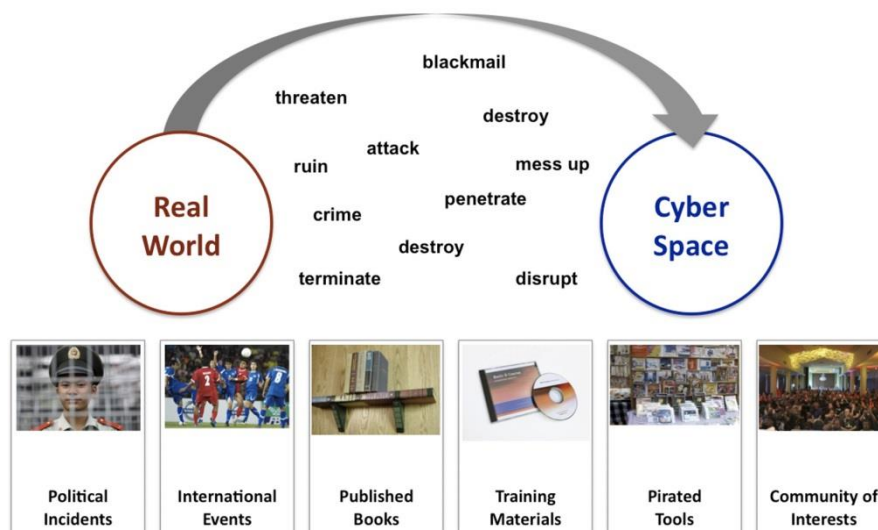 blackmail
threaten
destroy
attack
ruin
mess up
penetrate
Real
World
Cyber
Space
crime
destroy
terminate
disrupt
Political
Incidents
International
Events
Published
Books
Training
Materials
Pirated
Tools
Community of
Interests